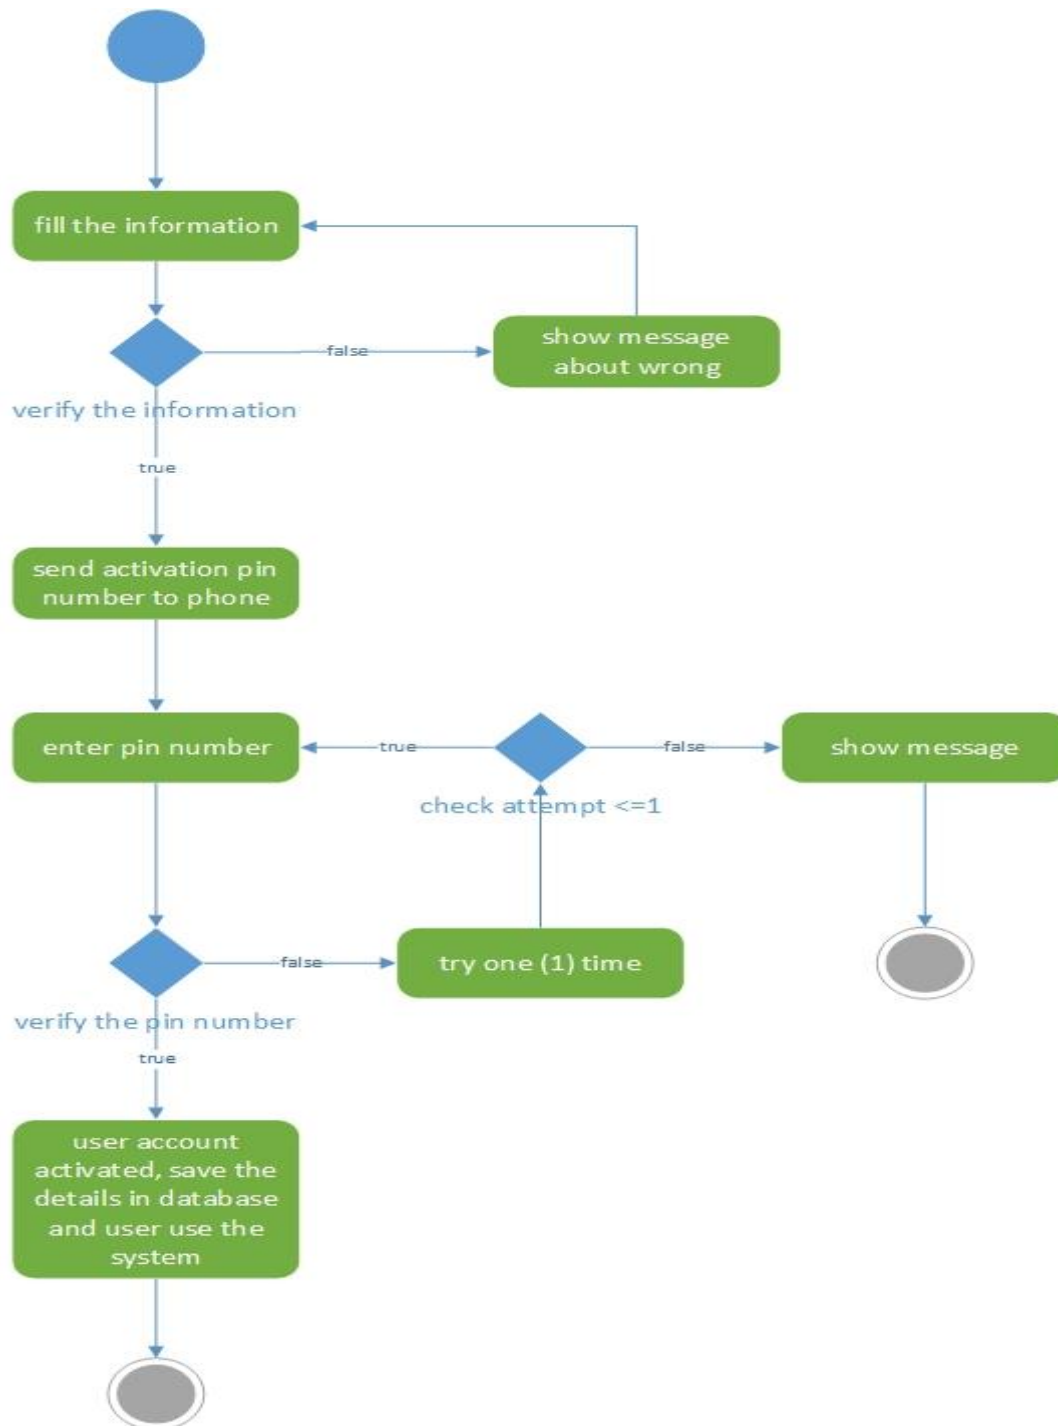 fill the information
show message
about wrong
false
verify the information
true
send activation pin
number to phone
enter pin number
true
false
show message
check attempt <=1
false
try one (1) time
verify the pin number
true
user account
activated, save the
details in database
and user use the
system